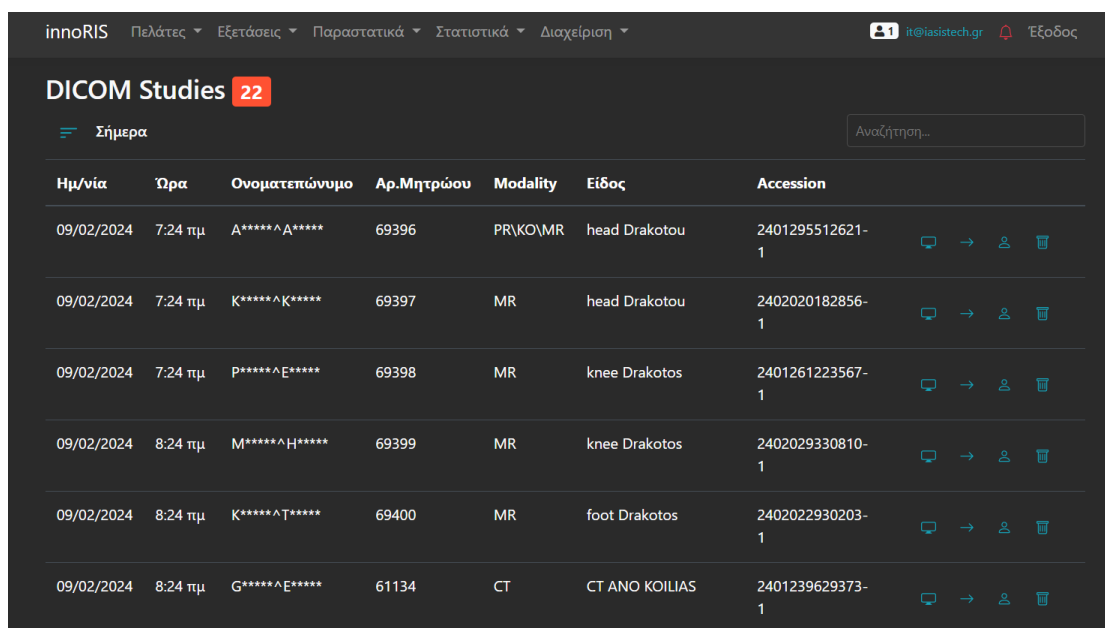 innoRIS Πελάτες Εξετάσεις Παραστατικά Στατιστικά Διαχείριση 1 it@iasistech.gr Έξοδος
DICOM Studies 22
Σήμερα Αναζήτηση...
Ημ/νία Ώρα Ονοματεπώνυμο Αρ.Μητρώου Modality Είδος Accession
09/02/2024 7:24 πμ A*****^A***** 69396 PR\KO\MR head Drakotou 2401295512621-
1
09/02/2024 7:24 πμ K*****^K***** 69397 MR head Drakotou 2402020182856-
1
09/02/2024 7:24 πμ P*****^E***** 69398 MR knee Drakotos 2401261223567-
1
09/02/2024 8:24 πμ M*****^H***** 69399 MR knee Drakotos 2402029330810-
1
09/02/2024 8:24 πμ K*****^T***** 69400 MR foot Drakotos 2402022930203-
1
09/02/2024 8:24 πμ G*****^E***** 61134 CT CT ANO KOILIAS 2401239629373-
1